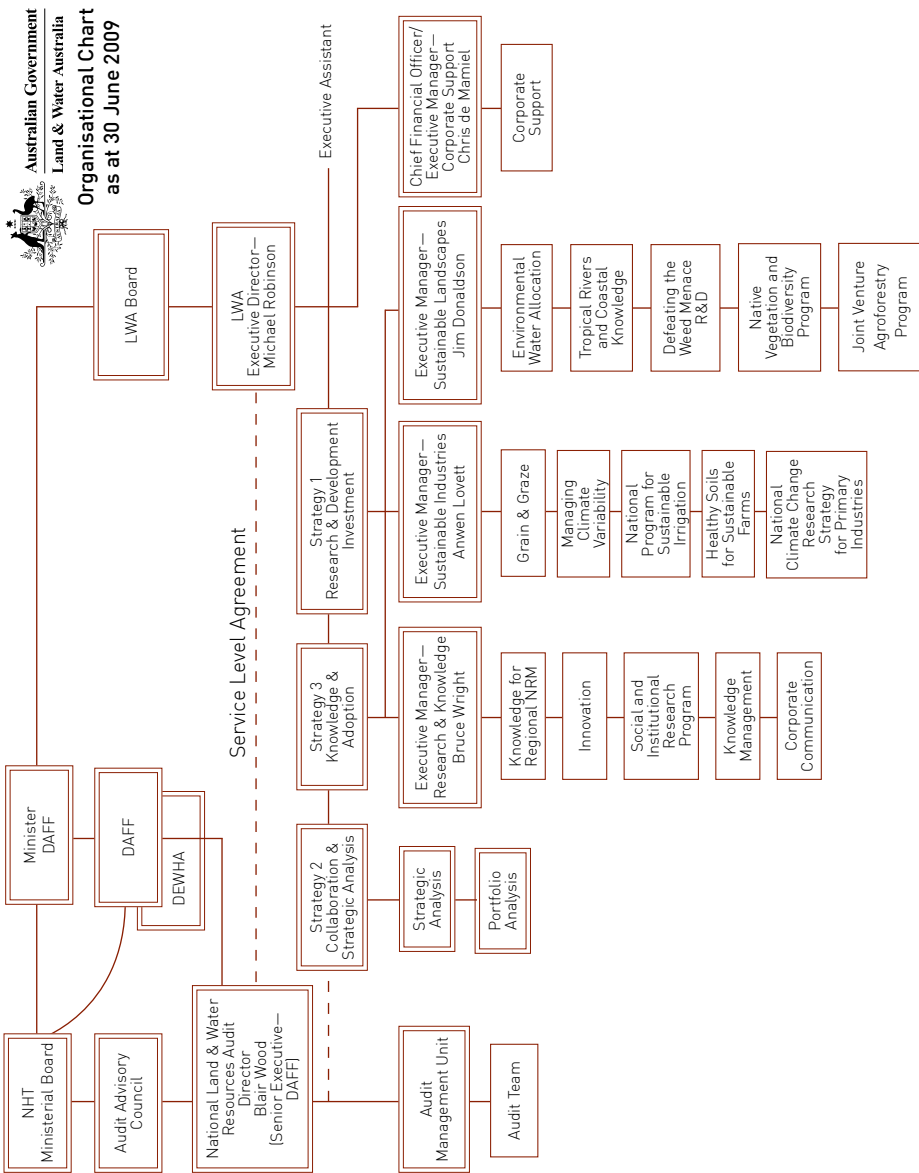 Australian Government
Land & Water Australia
Organisational Chart
as at 30 June 2009
NHT
Ministerial Board
Minister
DAFF
LWA Board
Audit Advisory
Council
DAFF
DEWHA
National Land & Water
Resources Audit
Director
Blair Wood
(Senior Executive—
DAFF)
Service Level Agreement
LWA
Executive Director—
Michael Robinson
Strategy 2
Collaboration &
Strategic Analysis
Strategy 3
Knowledge &
Adoption
Strategy 1
Research & Development
Investment
Executive Assistant
Audit
Management Unit
Audit Team
Strategic
Analysis
Portfolio
Analysis
Executive Manager—
Research & Knowledge
Bruce Wright
Knowledge for
Regional NRM
Innovation
Social and
Institutional
Research
Program
Knowledge
Management
Corporate
Communication
Executive Manager—
Sustainable Industries
Anwen Lovett
Grain & Graze
Managing
Climate
Variability
National
Program for
Sustainable
Irrigation
Healthy Soils
for Sustainable
Farms
National
Climate Change
Research
Strategy
for Primary
Industries
Executive Manager—
Sustainable Landscapes
Jim Donaldson
Environmental
Water Allocation
Tropical Rivers
and Coastal
Knowledge
Defeating the
Weed Menace
R&D
Native
Vegetation and
Biodiversity
Program
Joint Venture
Agroforestry
Program
Chief Financial Officer/
Executive Manager—
Corporate Support
Chris de Mamiel
Corporate
Support